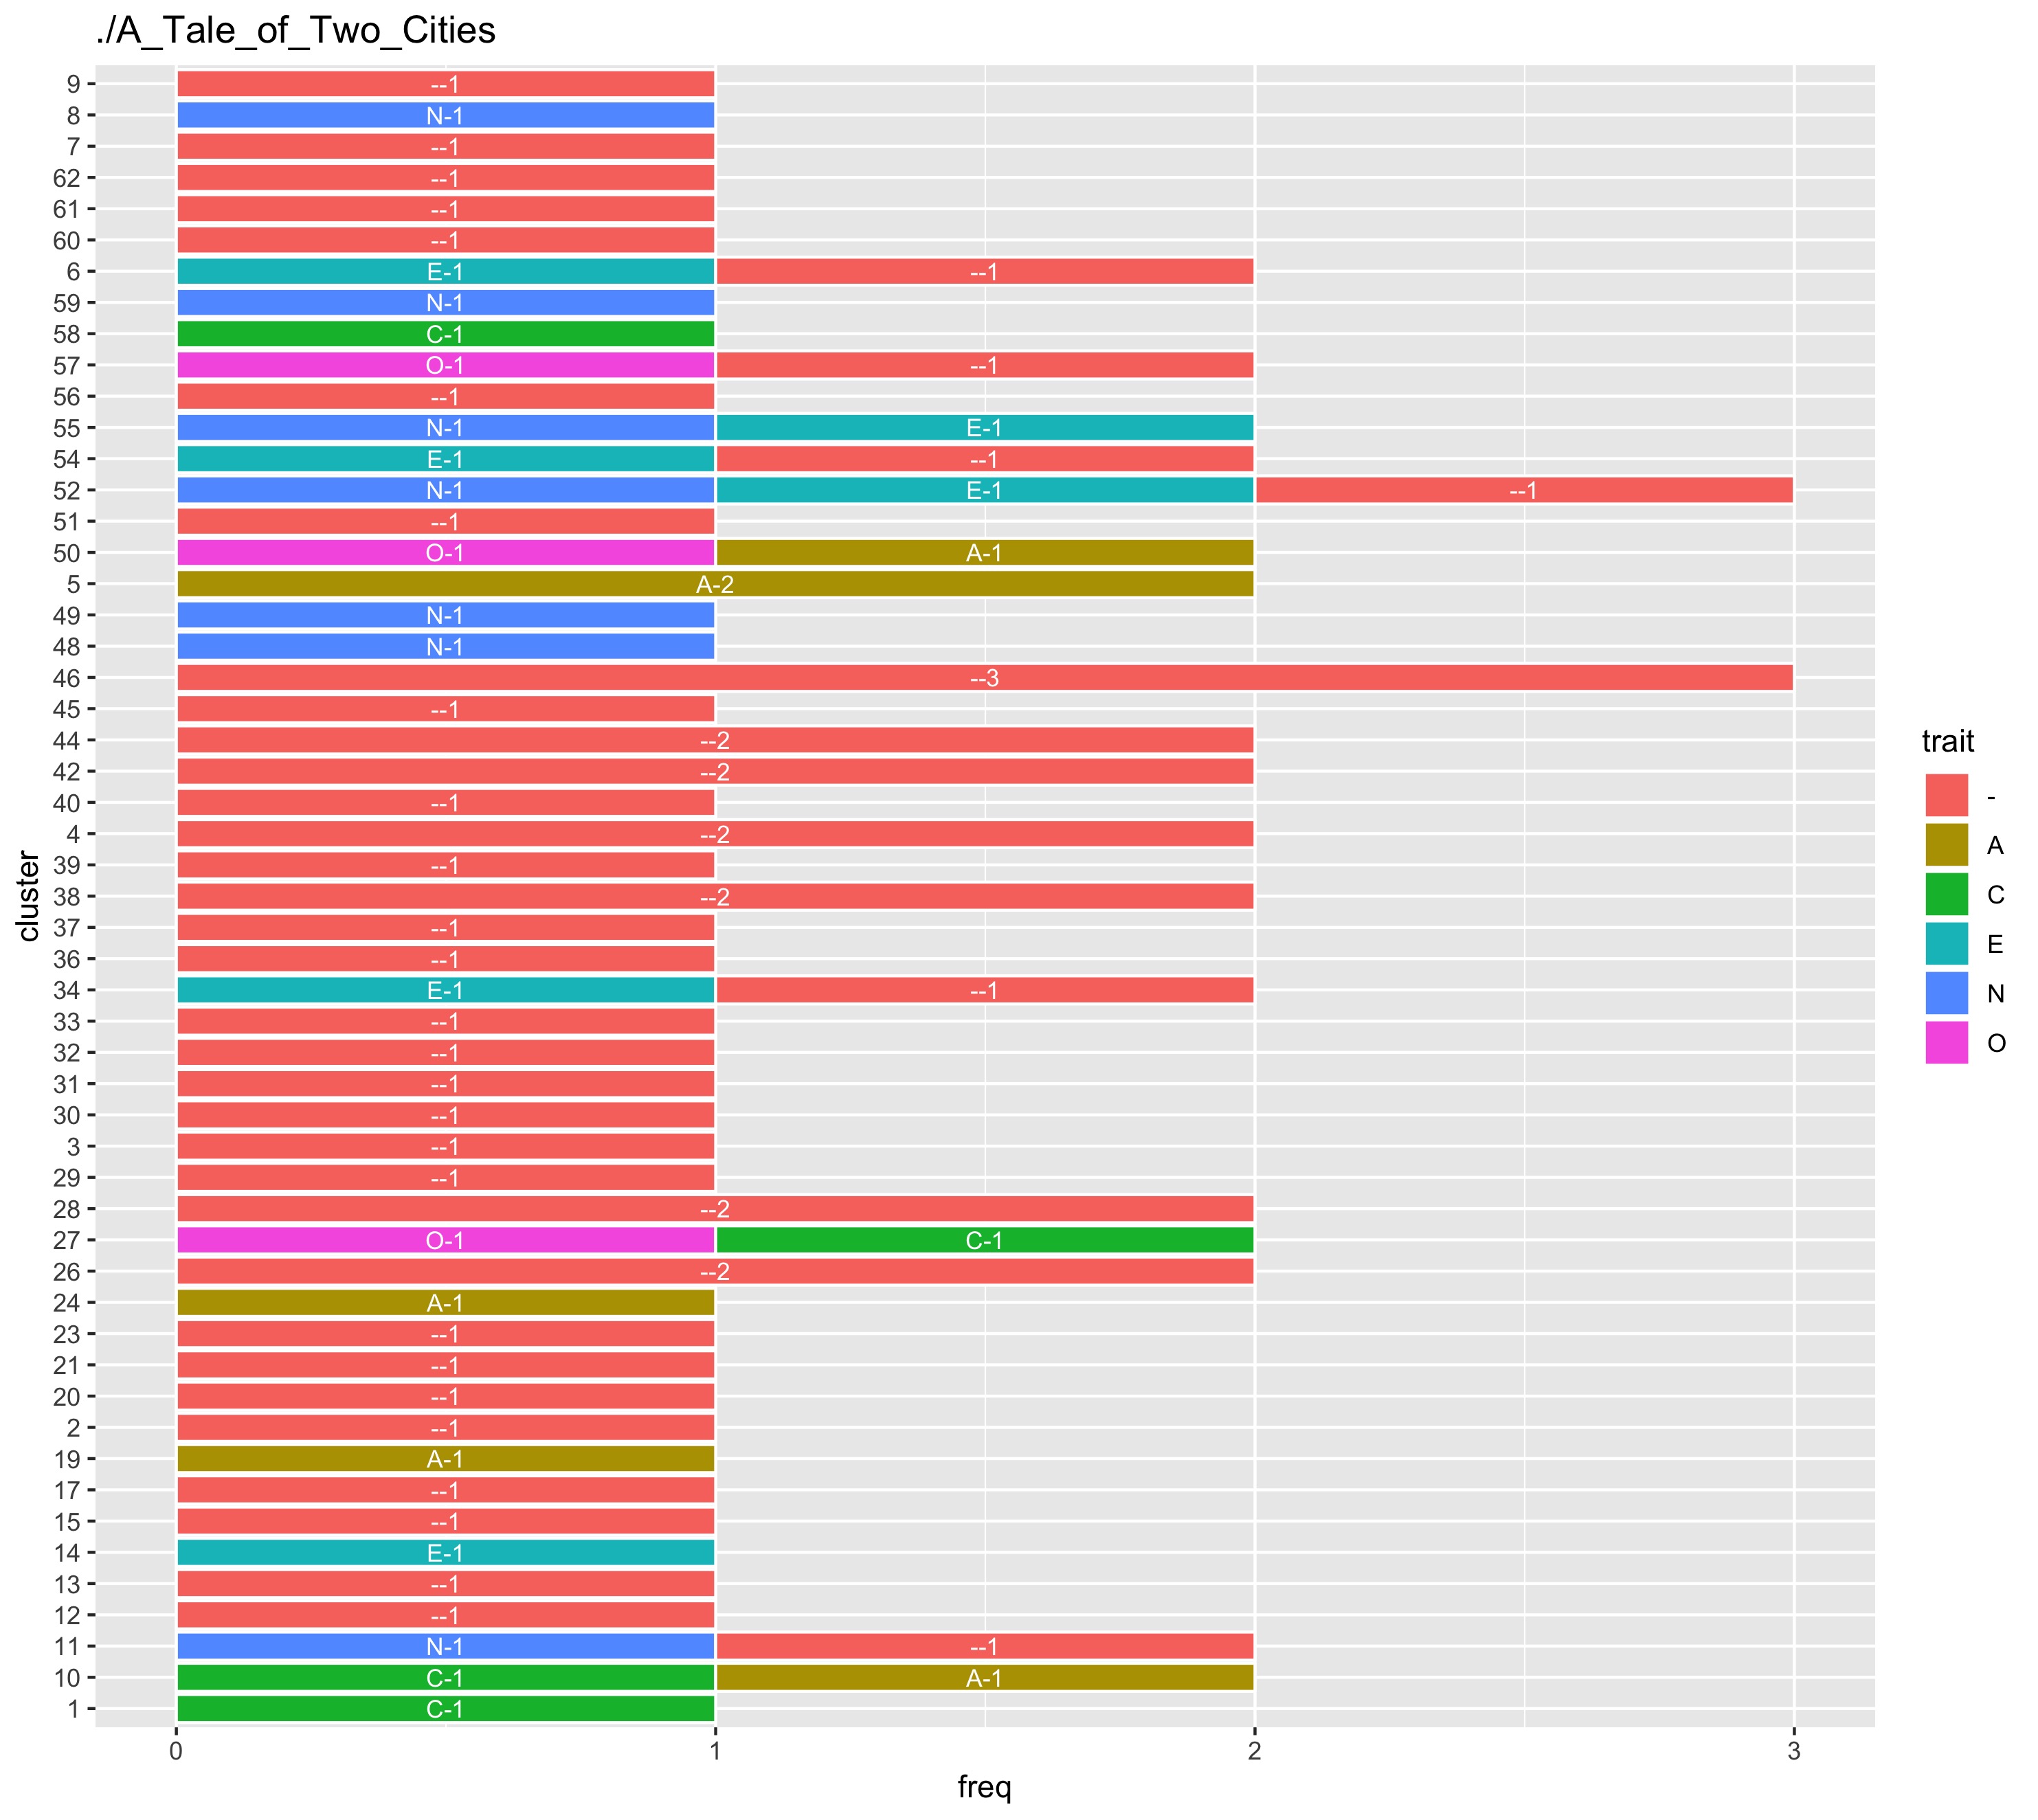 ./A_Tale_of_Two_Cities
9 --1
8 N-1
7 --1
62 --1
61 --1
60 --1
6 E-1 --1
59 N-1
58 C-1
57 O-1 --1
56 --1
55 N-1 E-1
54 E-1 --1
52 N-1 E-1 --1
51 --1
50 O-1 A-1
5 A-2
49 N-1
48 N-1
46 --3
45 --1
44 --2
42 --2
40 --1
4 --2
39 --1
38 --2
37 --1
36 --1
34 E-1 --1
33 --1
32 --1
31 --1
30 --1
3 --1
29 --1
28 --2
27 O-1 C-1
26 --2
24 A-1
23 --1
21 --1
20 --1
2 --1
19 A-1
17 --1
15 --1
14 E-1
13 --1
12 --1
11 N-1 --1
10 C-1 A-1
1 C-1
0 1 2 3
freq
cluster
trait
-
A
C
E
N
O